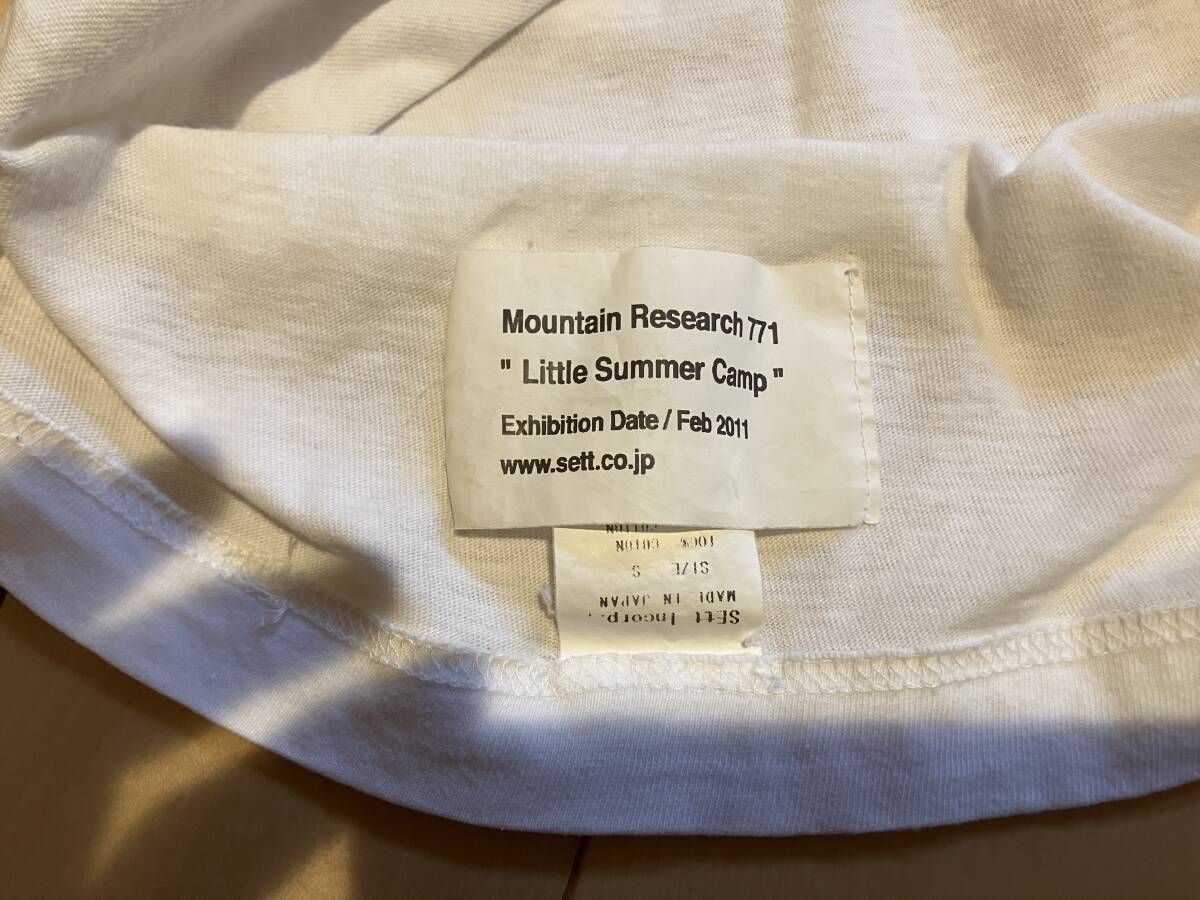 Mountain Research 771
" Little Summer Camp "
Exhibition Date / Feb 2011
www.sett.co.jp
SEtt Incorp.,
MADE IN JAPAN
SIZE S
100% COTON